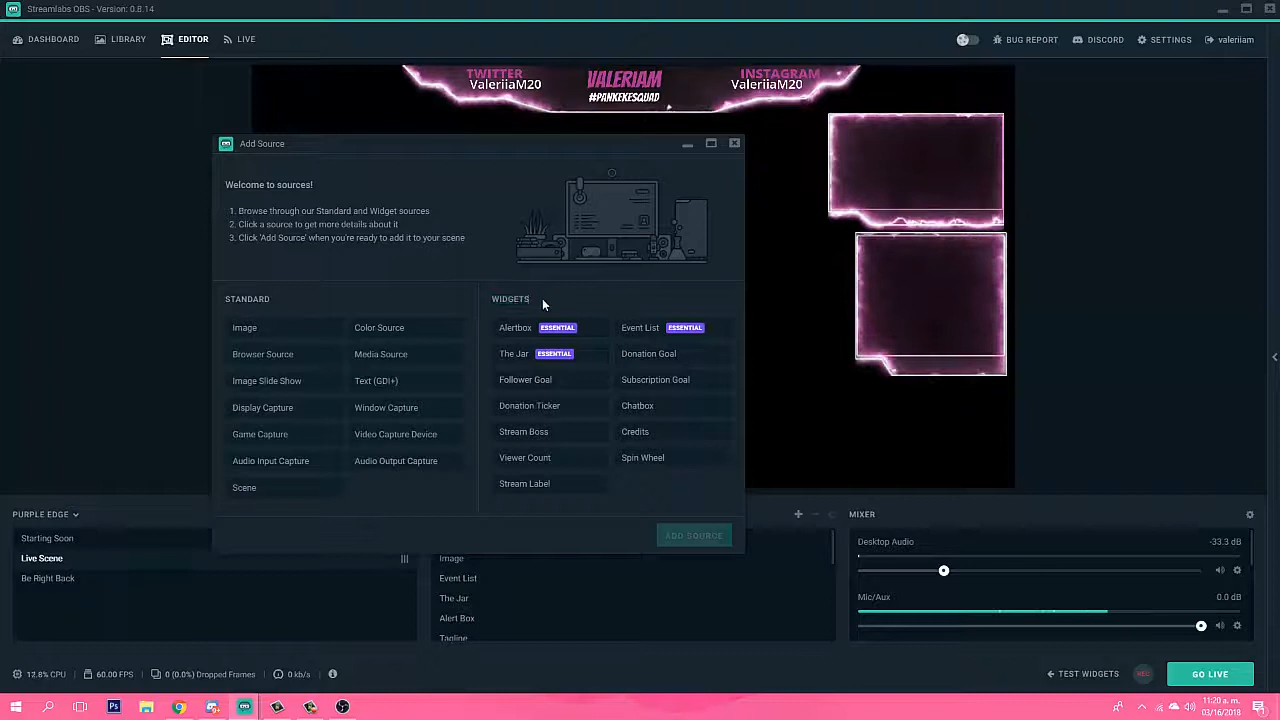 Streamlabs OBS - Version: 0.8.14
DASHBOARD
LIBRARY
EDITOR
LIVE
BUG REPORT
DISCORD
SETTINGS
valeriiam
TWITTER
ValeriiaM20
VALERIAM
#PANKEKESQUAD
INSTAGRAM
ValeriiaM20
Add Source
Welcome to sources!
1. Browse through our Standard and Widget sources
2. Click a source to get more details about it
3. Click 'Add Source' when you're ready to add it to your scene
STANDARD
Image
Color Source
Browser Source
Media Source
Image Slide Show
Text (GDI+)
Display Capture
Window Capture
Game Capture
Video Capture Device
Audio Input Capture
Audio Output Capture
Scene
WIDGETS
Alertbox ESSENTIAL
Event List ESSENTIAL
The Jar ESSENTIAL
Donation Goal
Follower Goal
Subscription Goal
Donation Ticker
Chatbox
Stream Boss
Credits
Viewer Count
Spin Wheel
Stream Label
ADD SOURCE
PURPLE EDGE
Starting Soon
Live Scene
Be Right Back
Image
Event List
The Jar
Alert Box
Tagline
MIXER
Desktop Audio
-33.3 dB
Mic/Aux
0.0 dB
12.8% CPU
60.00 FPS
0 (0.0%) Dropped Frames
0 kb/s
TEST WIDGETS
REC
GO LIVE
Ps
11:20 a. m.
03/16/2018